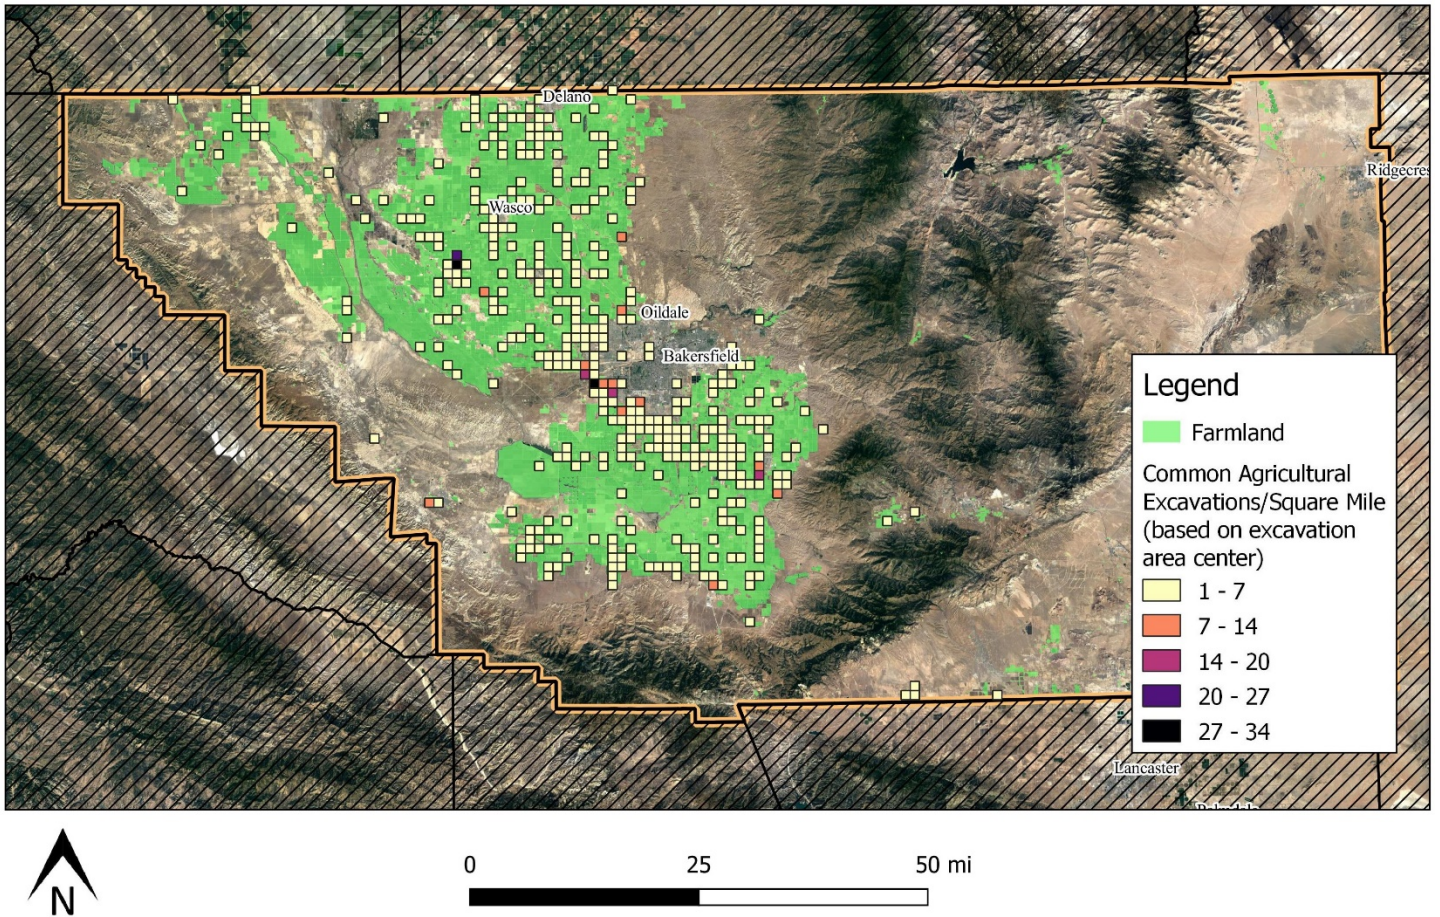 Delano
Ridgecres
Wasco
Oildale
Bakersfield
Legend
Farmland
Common Agricultural
Excavations/Square Mile
(based on excavation
area center)
1 - 7
7 - 14
14 - 20
20 - 27
27 - 34
Lancaster
0 25 50 mi
N